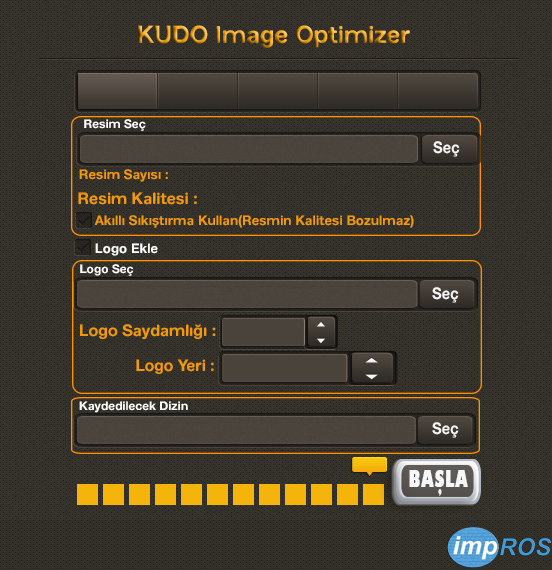 KUDO Image Optimizer
Resim Seç
Seç
Resim Sayısı :
Resim Kalitesi :
Akıllı Sıkıştırma Kullan(Resmin Kalitesi Bozulmaz)
Logo Ekle
Logo Seç
Seç
Logo Saydamlığı :
Logo Yeri :
Kaydedilecek Dizin
Seç
BAŞLA
impROS